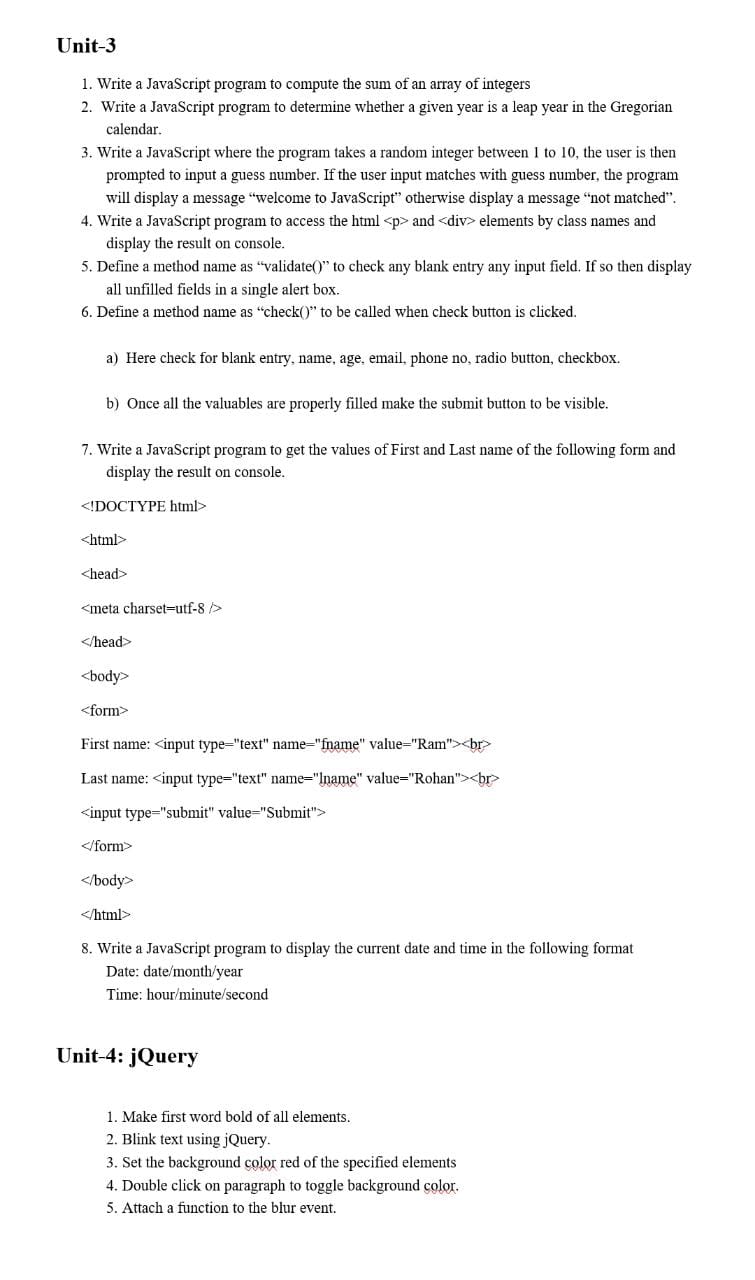 Unit-3
1. Write a JavaScript program to compute the sum of an array of integers
2. Write a JavaScript program to determine whether a given year is a leap year in the Gregorian
calendar.
3. Write a JavaScript where the program takes a random integer between 1 to 10, the user is then
prompted to input a guess number. If the user input matches with guess number, the program
will display a message “welcome to JavaScript” otherwise display a message “not matched”.
4. Write a JavaScript program to access the html <p> and <div> elements by class names and
display the result on console.
5. Define a method name as “validate()” to check any blank entry any input field. If so then display
all unfilled fields in a single alert box.
6. Define a method name as “check()” to be called when check button is clicked.
a) Here check for blank entry, name, age, email, phone no, radio button, checkbox.
b) Once all the valuables are properly filled make the submit button to be visible.
7. Write a JavaScript program to get the values of First and Last name of the following form and
display the result on console.
<!DOCTYPE html>
<html>
<head>
<meta charset=utf-8 />
</head>
<body>
<form>
First name: <input type="text" name="fname" value="Ram"><br>
Last name: <input type="text" name="lname" value="Rohan"><br>
<input type="submit" value="Submit">
</form>
</body>
</html>
8. Write a JavaScript program to display the current date and time in the following format
Date: date/month/year
Time: hour/minute/second
Unit-4: jQuery
1. Make first word bold of all elements.
2. Blink text using jQuery.
3. Set the background color red of the specified elements
4. Double click on paragraph to toggle background color.
5. Attach a function to the blur event.